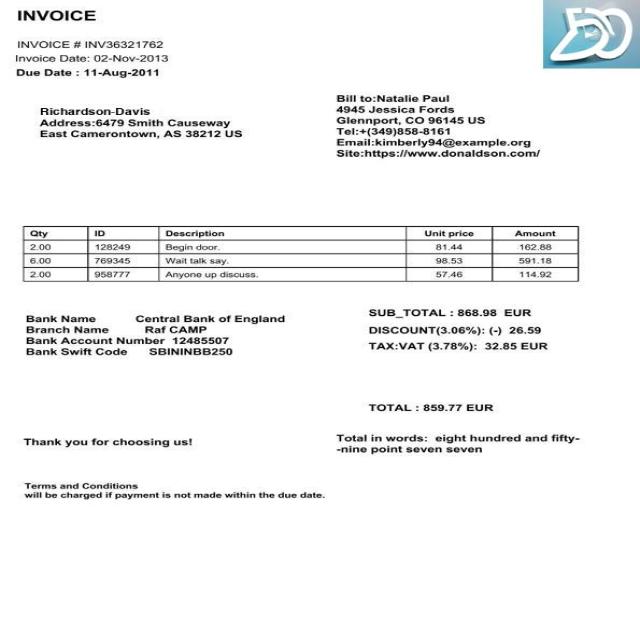 INVOICE
INVOICE # INV36321762
Invoice Date: 02-Nov-2013
Due Date : 11-Aug-2011
Richardson-Davis
Address:6479 Smith Causeway
East Camerontown, AS 38212 US
Bill to:Natalie Paul
4945 Jessica Fords
Glennport, CO 96145 US
Tel:+(349)858-8161
Email:kimberly94@example.org
Site:https://www.donaldson.com/
Qty ID Description Unit price Amount
2.00 128249 Begin door. 81.44 162.88
6.00 769345 Wait talk say. 98.53 591.18
2.00 958777 Anyone up discuss. 57.46 114.92
Bank Name Central Bank of England
Branch Name Raf CAMP
Bank Account Number 12485507
Bank Swift Code SBININBB250
SUB_TOTAL : 868.98 EUR
DISCOUNT(3.06%): (-) 26.59
TAX:VAT (3.78%): 32.85 EUR
TOTAL : 859.77 EUR
Thank you for choosing us!
Total in words: eight hundred and fifty-
-nine point seven seven
Terms and Conditions
will be charged if payment is not made within the due date.